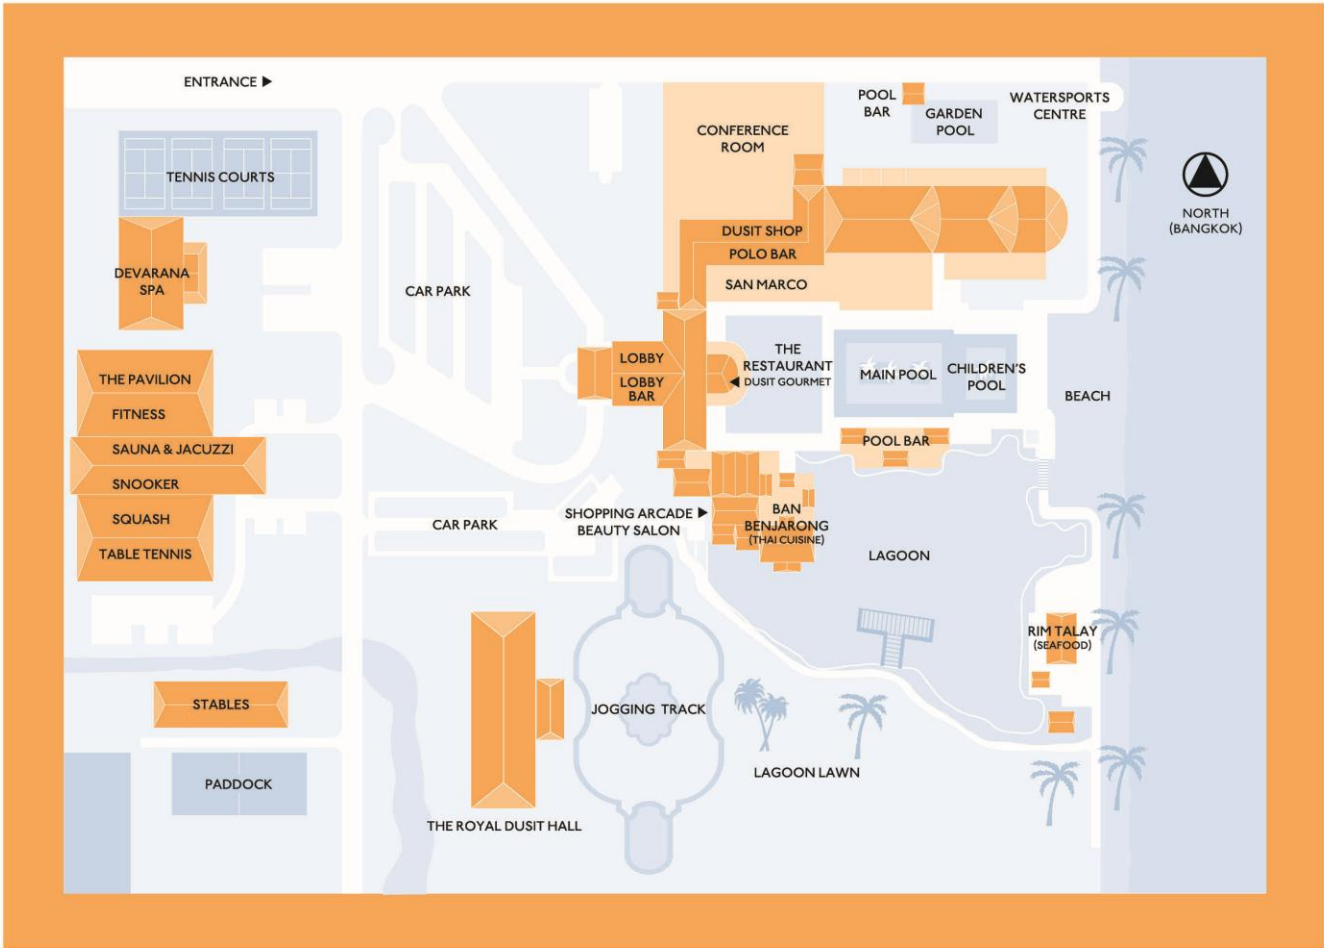 ENTRANCE
POOL
BAR
GARDEN
POOL
WATERSPORTS
CENTRE
CONFERENCE
ROOM
TENNIS COURTS
NORTH
(BANGKOK)
DUSIT SHOP
POLO BAR
SAN MARCO
DEVARANA
SPA
CAR PARK
LOBBY
LOBBY
BAR
THE
RESTAURANT
DUSIT GOURMET
MAIN POOL
CHILDREN'S
POOL
BEACH
THE PAVILION
FITNESS
SAUNA & JACUZZI
SNOOKER
SQUASH
TABLE TENNIS
POOL BAR
CAR PARK
SHOPPING ARCADE
BEAUTY SALON
BAN
BENJARONG
(THAI CUISINE)
LAGOON
RIM TALAY
(SEAFOOD)
STABLES
JOGGING TRACK
PADDOCK
LAGOON LAWN
THE ROYAL DUSIT HALL